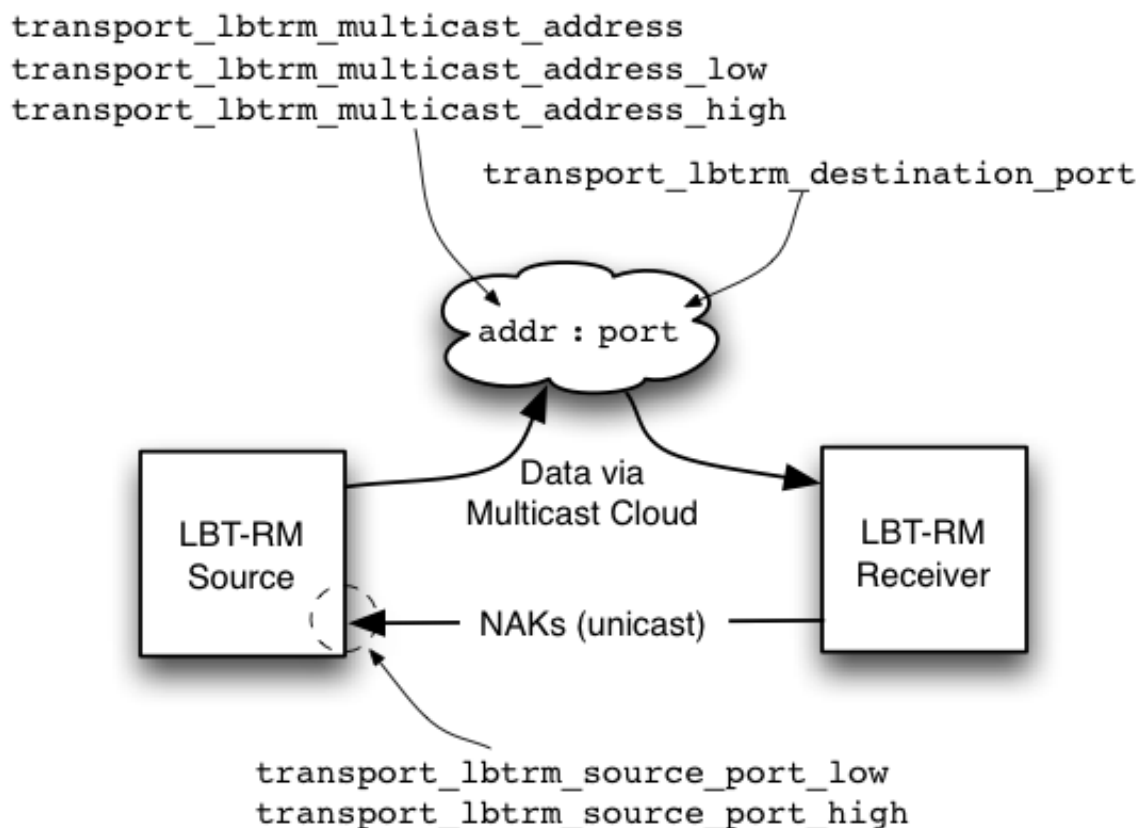 transport_lbtrm_multicast_address
transport_lbtrm_multicast_address_low
transport_lbtrm_multicast_address_high
transport_lbtrm_destination_port
addr : port
Data via
Multicast Cloud
LBT-RM
Source
LBT-RM
Receiver
NAKs (unicast)
transport_lbtrm_source_port_low
transport_lbtrm_source_port_high